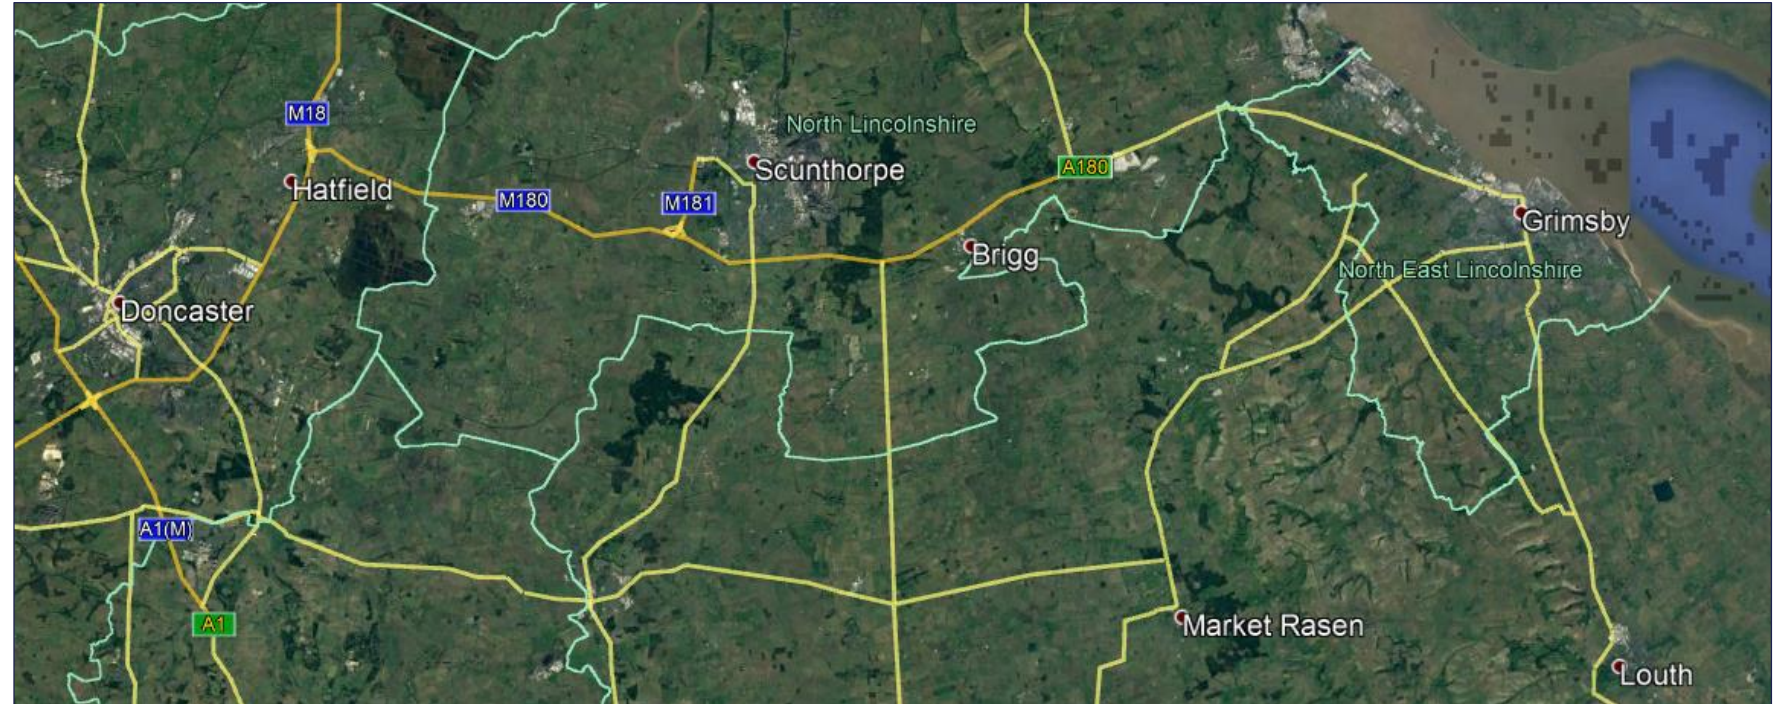 M18
North Lincolnshire
Scunthorpe
A180
Hatfield
M180
M181
Grimsby
Brigg
North East Lincolnshire
Doncaster
A1(M)
A1
Market Rasen
Louth